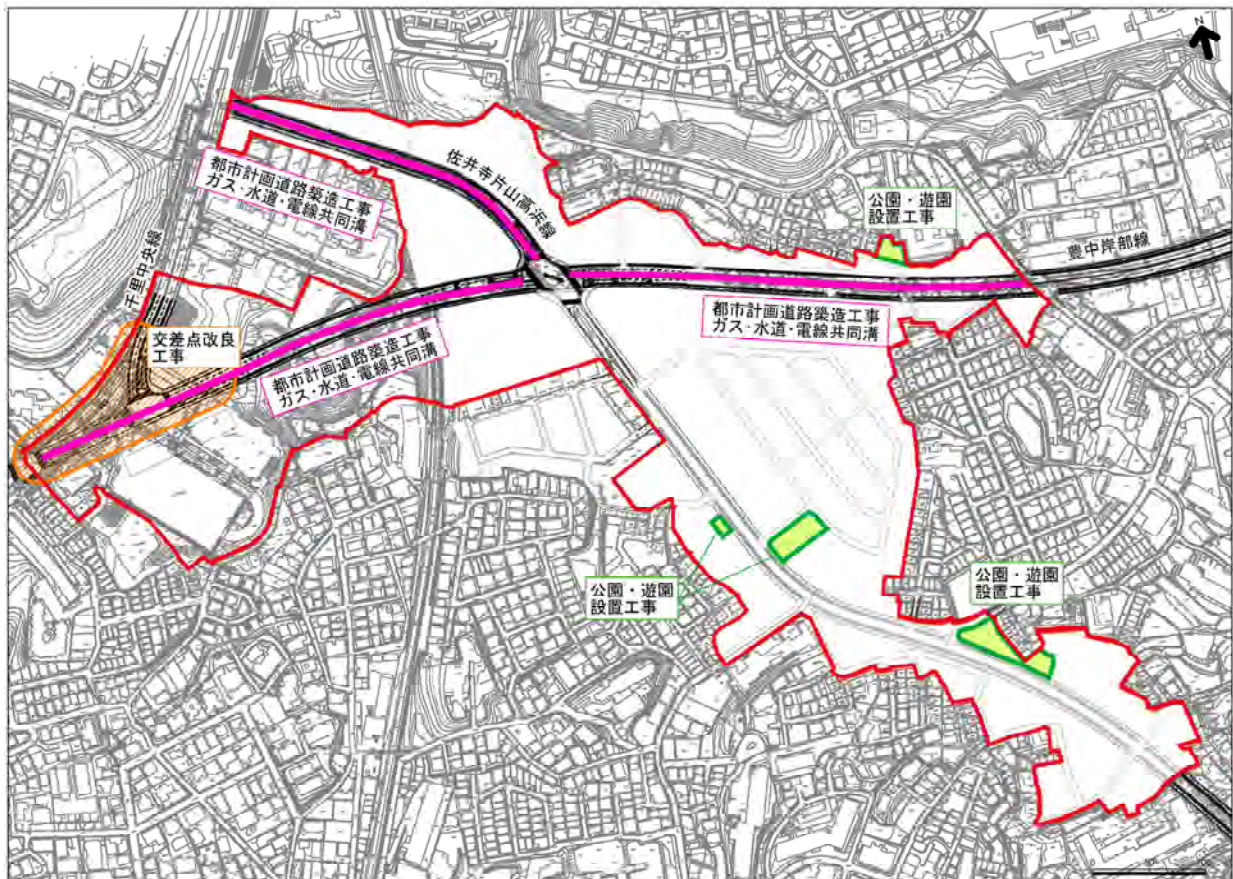 N
佐井寺片山高浜線
都市計画道路築造工事
ガス・水道・電線共同溝
千里中央線
公園・遊園
設置工事
豊中岸部線
交差点改良
工事
都市計画道路築造工事
ガス・水道・電線共同溝
都市計画道路築造工事
ガス・水道・電線共同溝
公園・遊園
設置工事
公園・遊園
設置工事